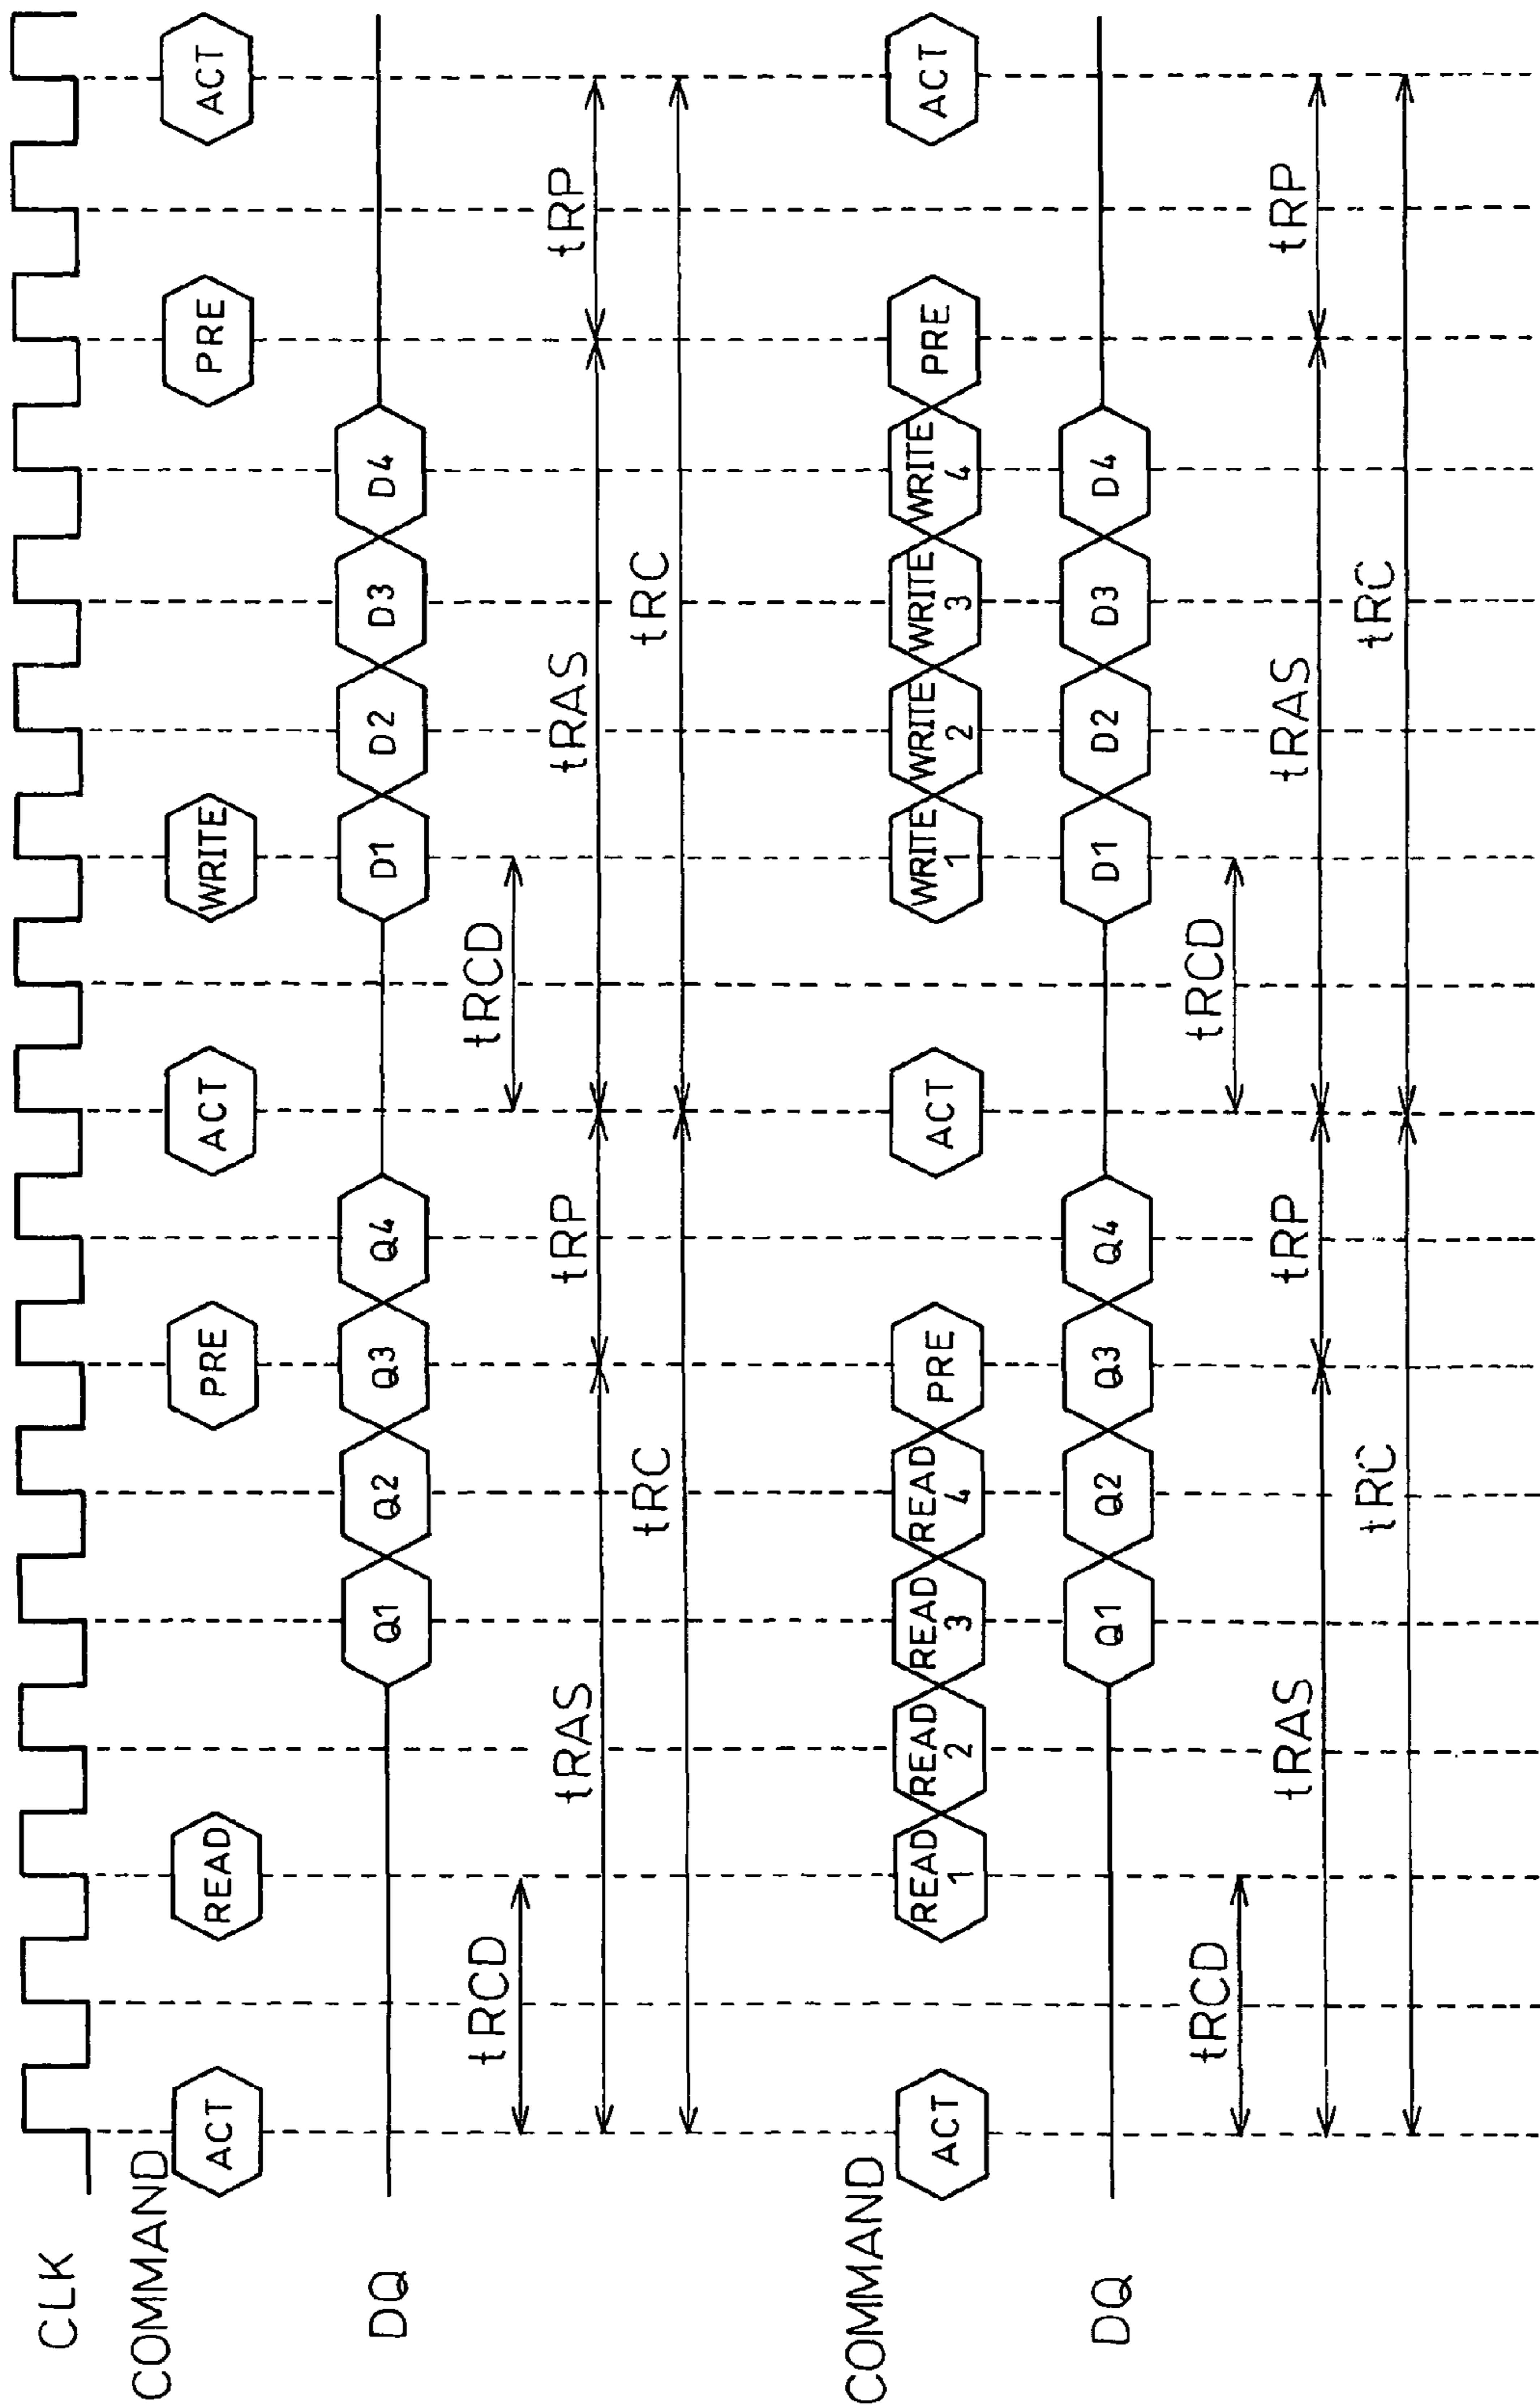 CLK
COMMAND ACT READ PRE ACT WRITE PRE ACT
DQ Q1 Q2 Q3 Q4 D1 D2 D3 D4
tRCD tRCD
tRAS tRP tRAS tRP
tRC tRC
COMMAND ACT READ 1 READ 2 READ 3 READ 4 PRE ACT WRITE 1 WRITE 2 WRITE 3 WRITE 4 PRE ACT
DQ Q1 Q2 Q3 Q4 D1 D2 D3 D4
tRCD tRCD
tRAS tRP tRAS tRP
tRC tRC